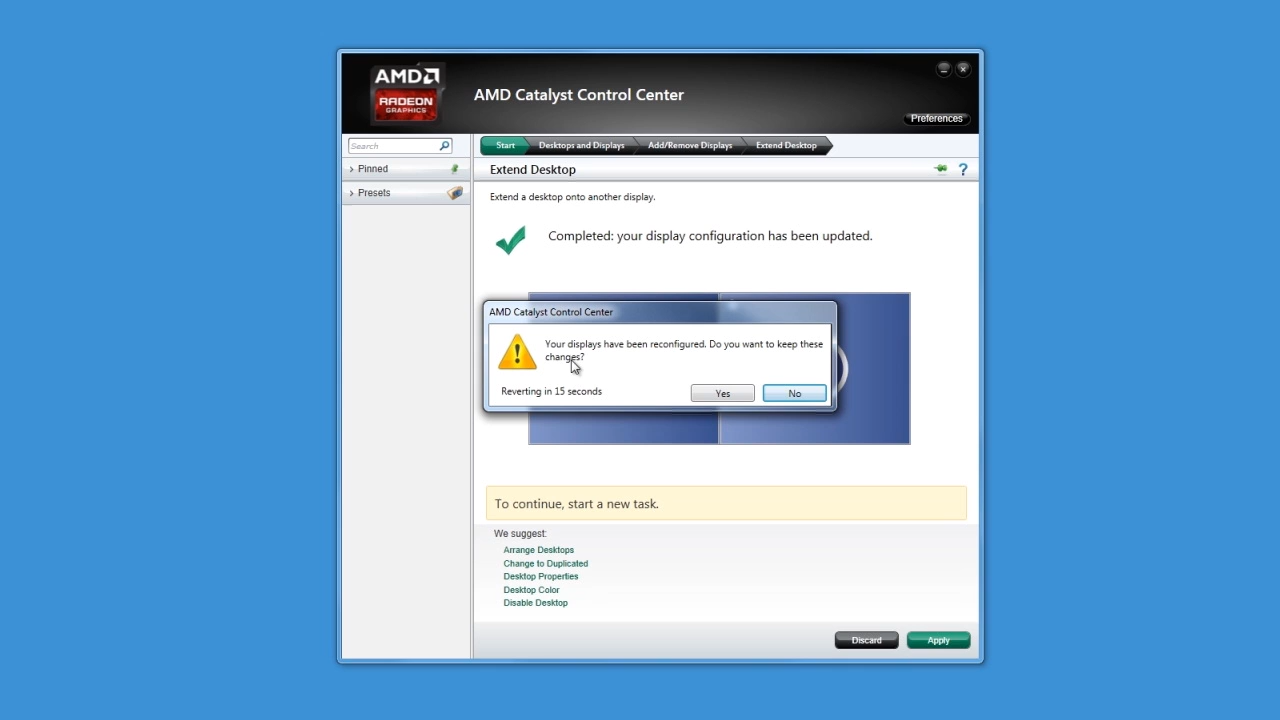 AMD
RADEON
GRAPHICS
AMD Catalyst Control Center
Preferences
Search
Start
Desktops and Displays
Add/Remove Displays
Extend Desktop
Pinned
Presets
Extend Desktop
?
Extend a desktop onto another display.
Completed: your display configuration has been updated.
AMD Catalyst Control Center
Your displays have been reconfigured. Do you want to keep these
changes?
Reverting in 15 seconds
Yes
No
To continue, start a new task.
We suggest:
Arrange Desktops
Change to Duplicated
Desktop Properties
Desktop Color
Disable Desktop
Discard
Apply